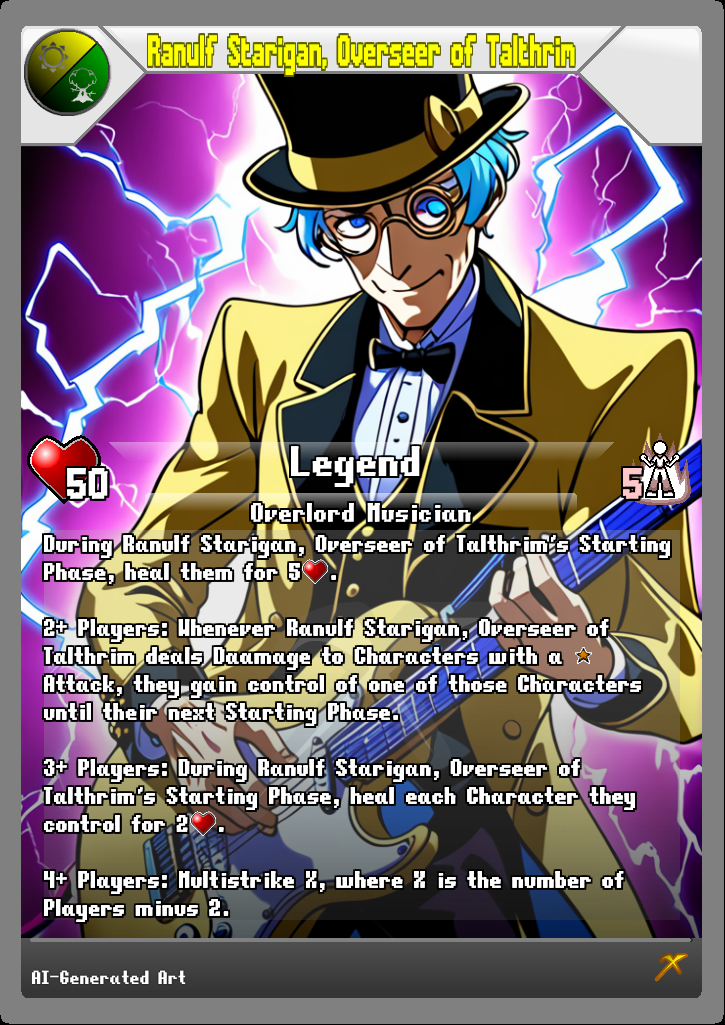 Ranulf Starigan, Overseer of Talthrim
50
Legend
5
Overlord Musician
During Ranulf Starigan, Overseer of Talthrim's Starting
Phase, heal them for 5.
2+ Players: Whenever Ranulf Starigan, Overseer of
Talthrim deals Daamage to Characters with a
Attack, they gain control of one of those Characters
until their next Starting Phase.
3+ Players: During Ranulf Starigan, Overseer of
Talthrim's Starting Phase, heal each Character they
control for 2.
4+ Players: Multistrike X, where X is the number of
Players minus 2.
AI-Generated Art